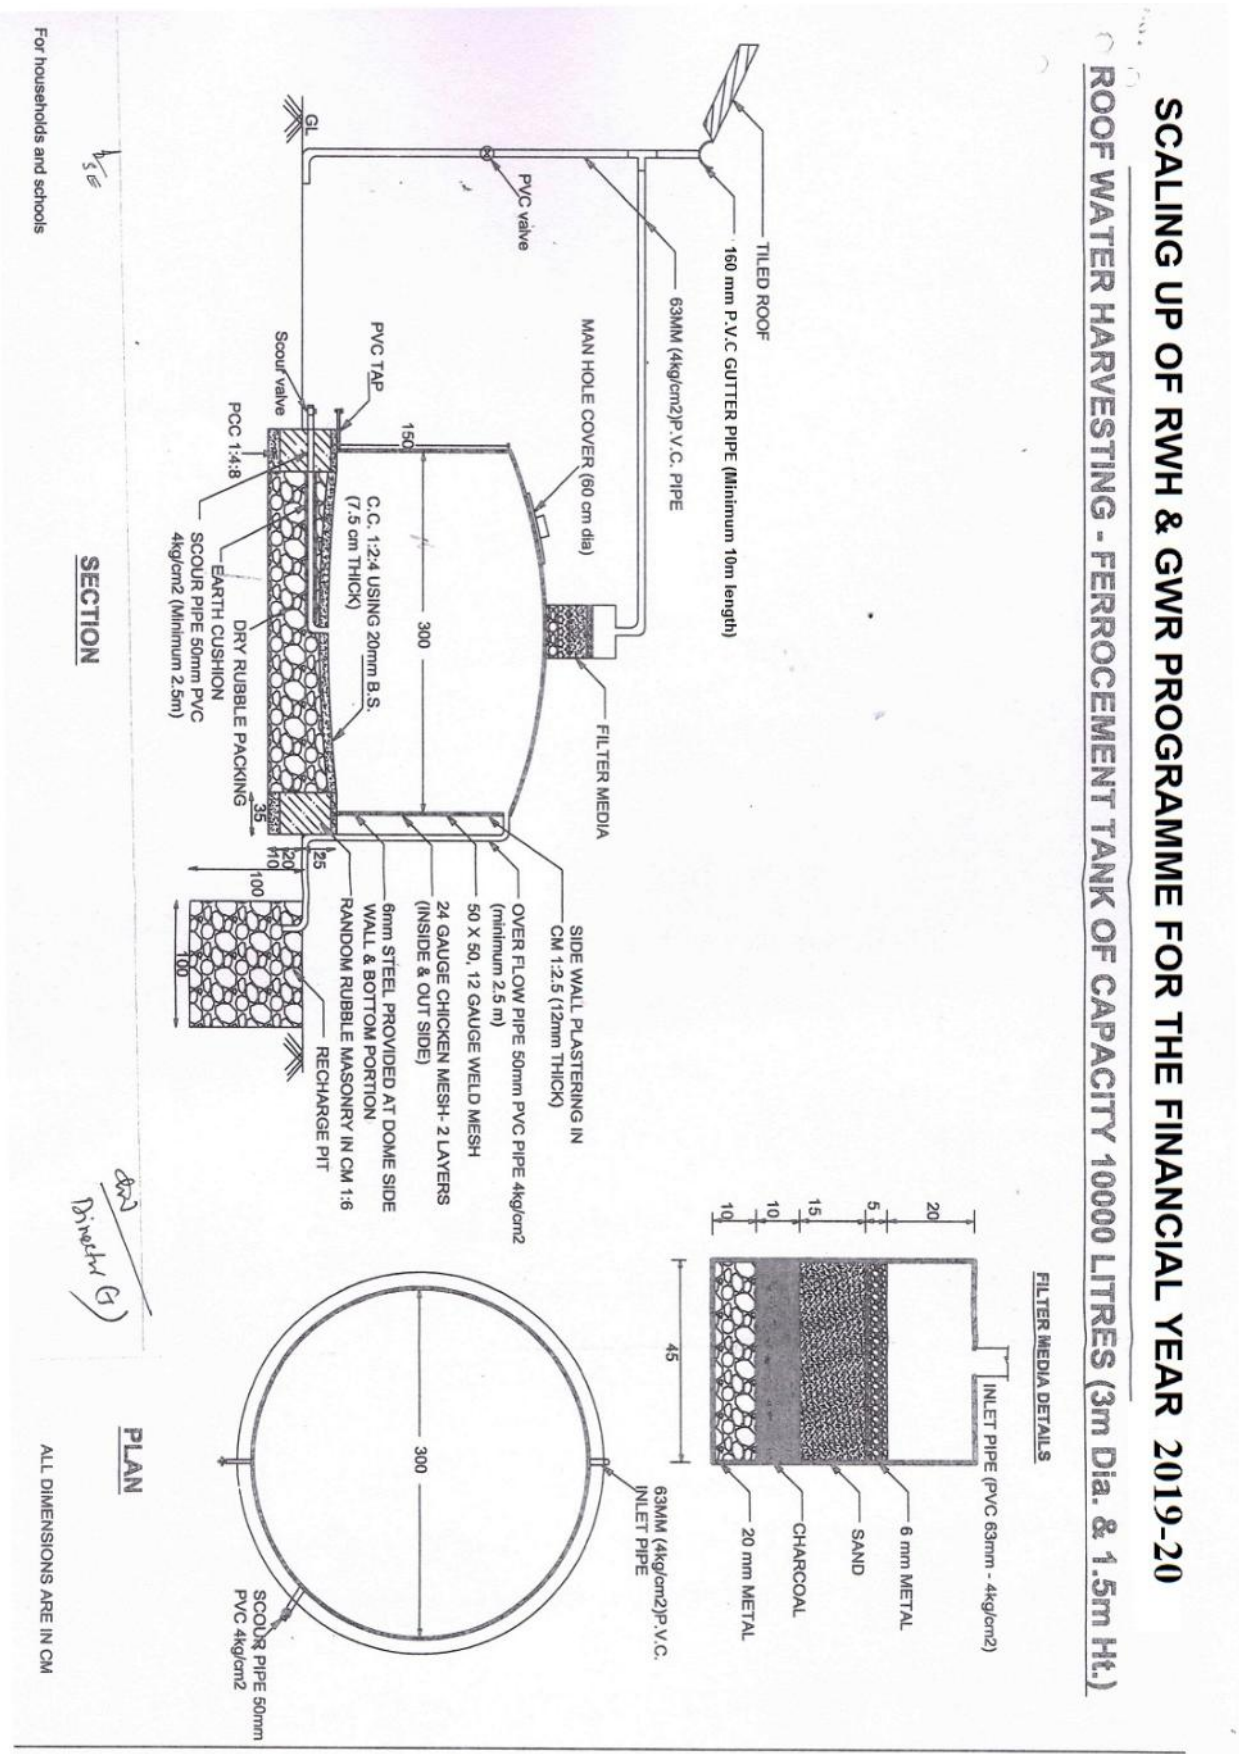 SCALING UP OF RWH & GWR PROGRAMME FOR THE FINANCIAL YEAR 2019-20
ROOF WATER HARVESTING - FERROCEMENT TANK OF CAPACITY 10000 LITRES (3m Dia. & 1.5m Ht.)
TILED ROOF
160 mm P.V.C GUTTER PIPE (Minimum 10m length)
63MM (4kg/cm2)P.V.C. PIPE
MAN HOLE COVER (60 cm dia)
FILTER MEDIA
PVC valve
GL
PVC TAP
Scour valve
150
300
C.C. 1:2:4 USING 20mm B.S.
(7.5 cm THICK)
PCC 1:4:8
DRY RUBBLE PACKING
EARTH CUSHION
SCOUR PIPE 50mm PVC
4kg/cm2 (Minimum 2.5m)
35
25
20
10
100
100
SIDE WALL PLASTERING IN
CM 1:2.5 (12mm THICK)
OVER FLOW PIPE 50mm PVC PIPE 4kg/cm2
(minimum 2.5 m)
50 X 50, 12 GAUGE WELD MESH
24 GAUGE CHICKEN MESH- 2 LAYERS
(INSIDE & OUT SIDE)
6mm STEEL PROVIDED AT DOME SIDE
WALL & BOTTOM PORTION
RANDOM RUBBLE MASONRY IN CM 1:6
RECHARGE PIT
SECTION
FILTER MEDIA DETAILS
INLET PIPE (PVC 63mm - 4kg/cm2)
20
5
15
10
10
6 mm METAL
SAND
CHARCOAL
20 mm METAL
45
63MM (4kg/cm2)P.V.C.
INLET PIPE
300
SCOUR PIPE 50mm
PVC 4kg/cm2
PLAN
Director (G)
For households and schools
ALL DIMENSIONS ARE IN CM